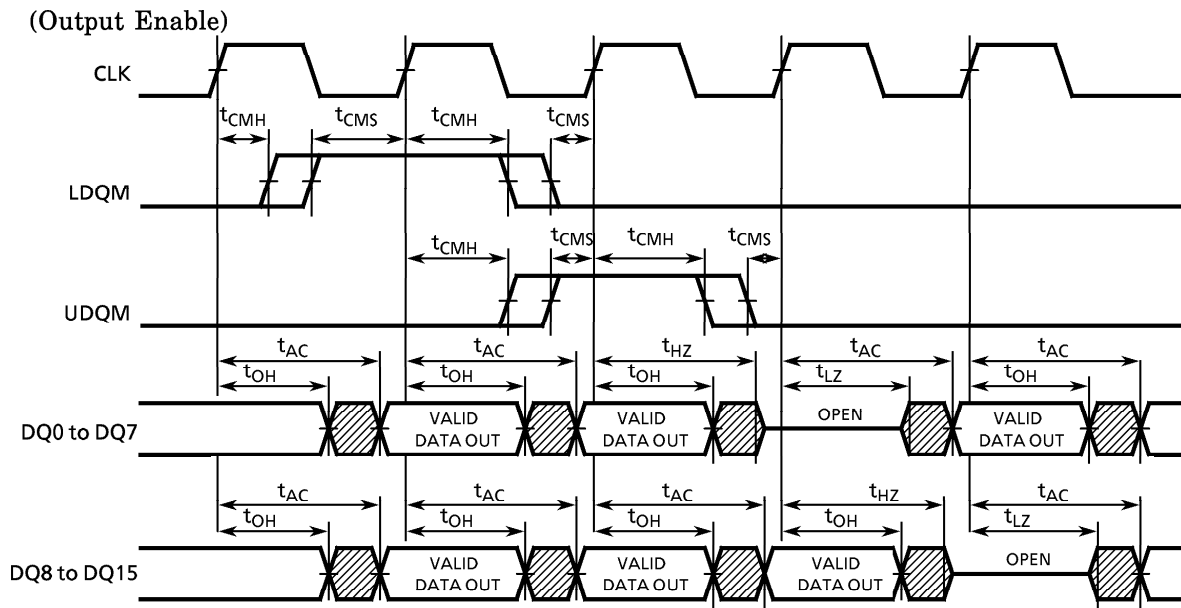 (Output Enable)
CLK
tCMH tCMS tCMH tCMS
LDQM
tCMH tCMS tCMH tCMS
UDQM
tAC tAC tHZ tAC tAC
tOH tOH tOH tLZ tOH
DQ0 to DQ7
VALID DATA OUT
VALID DATA OUT
OPEN
VALID DATA OUT
tAC tAC tAC tHZ tAC
tOH tOH tOH tOH tLZ
DQ8 to DQ15
VALID DATA OUT
VALID DATA OUT
VALID DATA OUT
OPEN